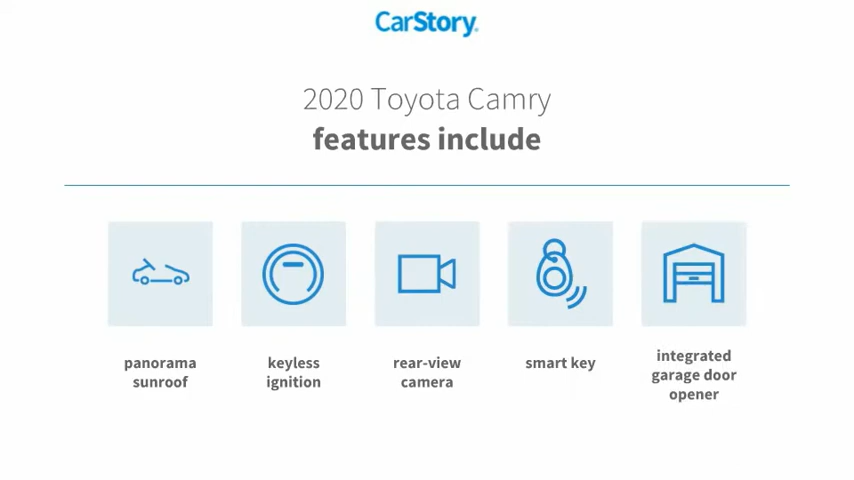 CarStory.
2020 Toyota Camry
features include
panorama
sunroof
keyless
ignition
rear-view
camera
smart key
integrated
garage door
opener